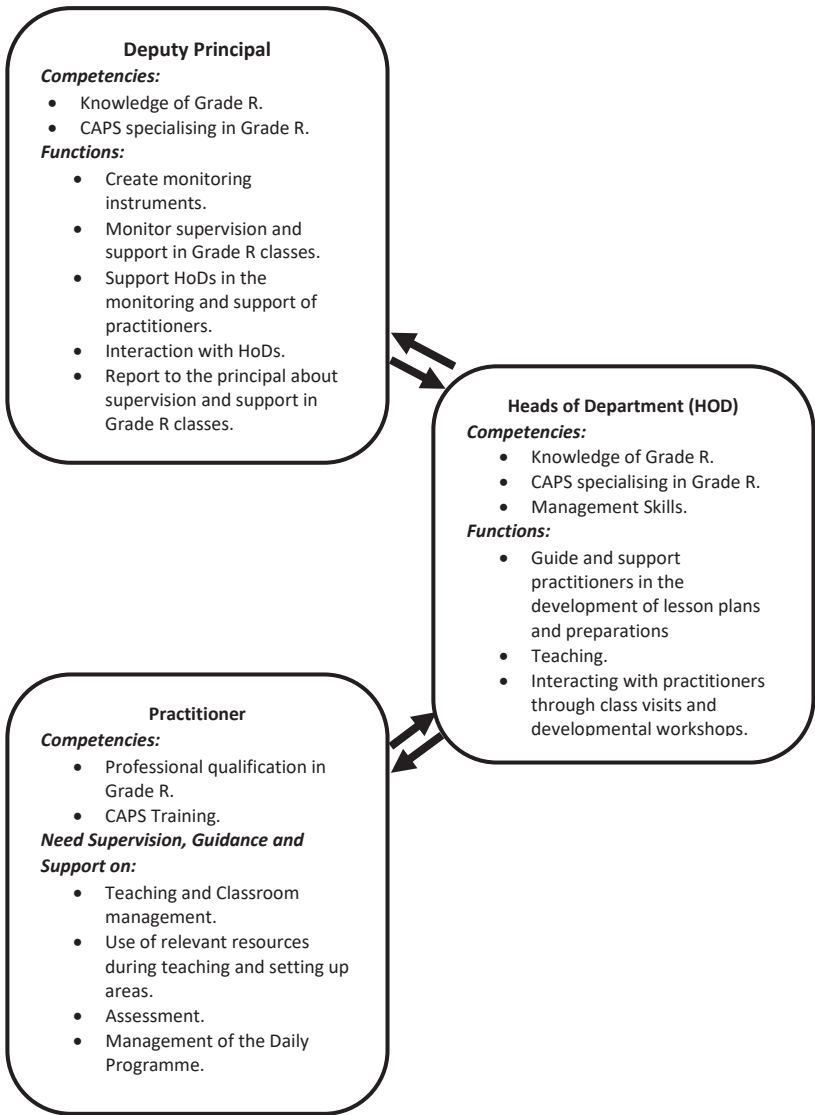 Deputy Principal
Competencies:
• Knowledge of Grade R.
• CAPS specialising in Grade R.
Functions:
• Create monitoring
instruments.
• Monitor supervision and
support in Grade R classes.
• Support HoDs in the
monitoring and support of
practitioners.
• Interaction with HoDs.
• Report to the principal about
supervision and support in
Grade R classes.
Heads of Department (HOD)
Competencies:
• Knowledge of Grade R.
• CAPS specialising in Grade R.
• Management Skills.
Functions:
• Guide and support
practitioners in the
development of lesson plans
and preparations
• Teaching.
• Interacting with practitioners
through class visits and
developmental workshops.
Practitioner
Competencies:
• Professional qualification in
Grade R.
• CAPS Training.
Need Supervision, Guidance and
Support on:
• Teaching and Classroom
management.
• Use of relevant resources
during teaching and setting up
areas.
• Assessment.
• Management of the Daily
Programme.